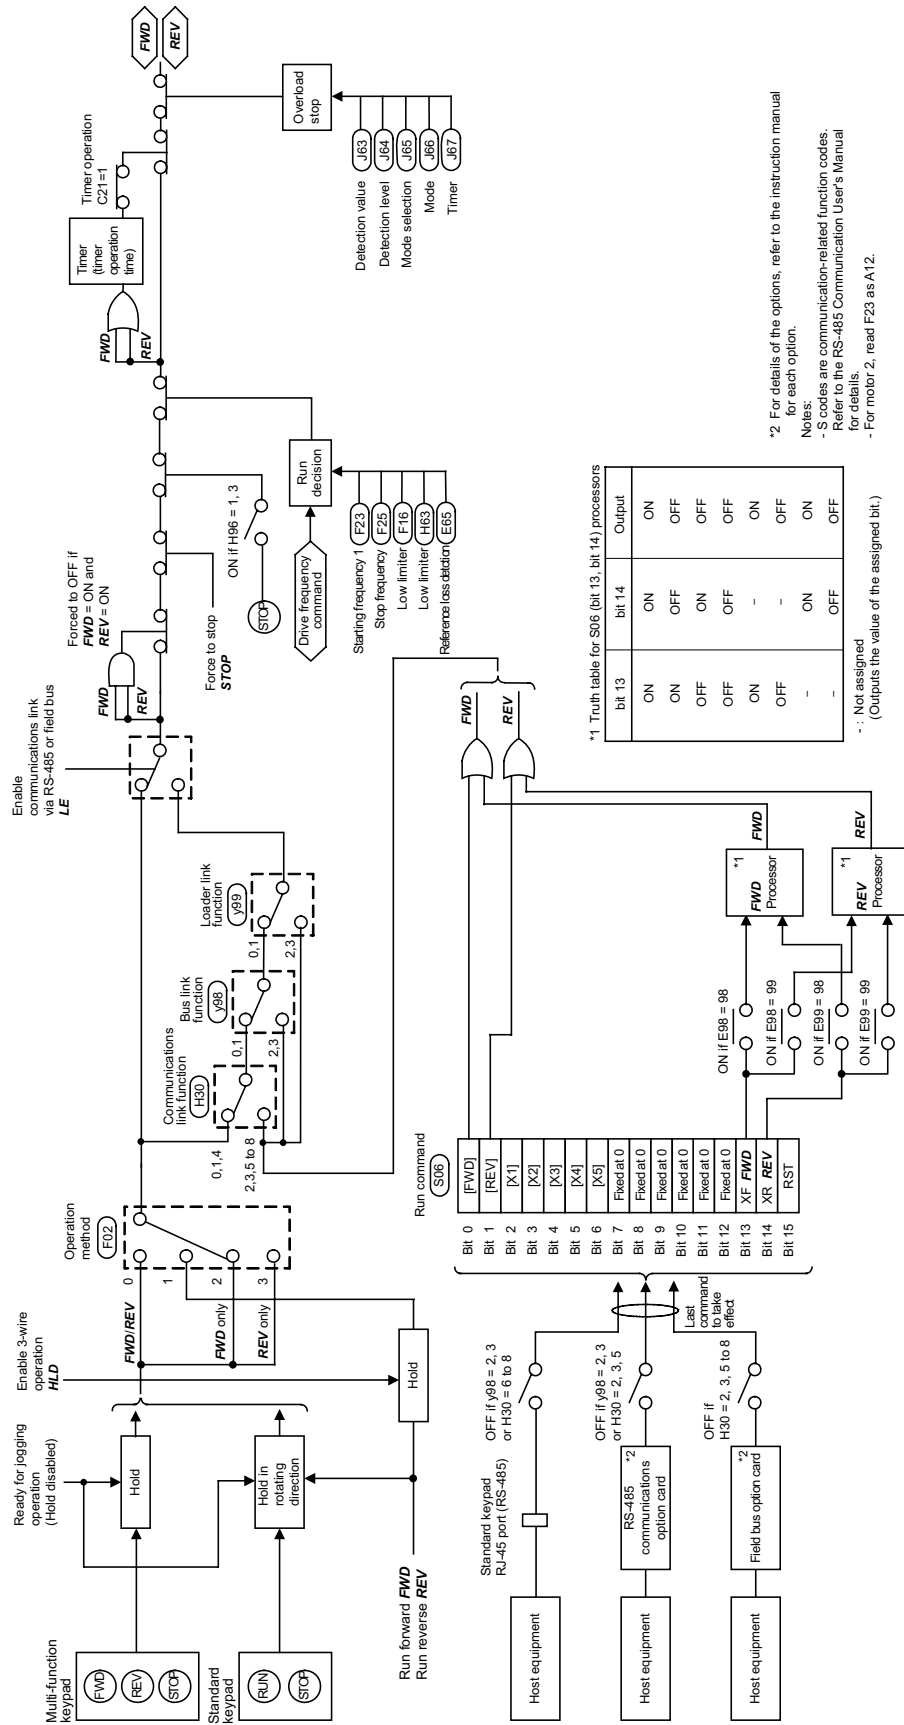 Multi-function
keypad
FWD
REV
STOP
Standard
keypad
RUN
STOP
Ready for jogging
operation
(Hold disabled)
Hold
Hold in
rotating
direction
Run forward FWD
Run reverse REV
Enable 3-wire
operation
HLD
Hold
FWD/REV
FWD only
REV only
Operation
method
F02
0
1
2
3
Communications
link function
H30
0,1,4
2,3,5 to 8
Bus link
function
y98
0,1
2,3
Loader link
function
y99
0,1
2,3
Enable
communications link
via RS-485 or field bus
LE
FWD
REV
Forced to OFF if
FWD = ON and
REV = ON
Force to stop
STOP
STOP
ON if H96 = 1, 3
Drive frequency
command
Run
decision
Starting frequency 1
F23
Stop frequency
F25
Low limiter
F16
Low limiter
H63
Reference loss detction
E65
FWD
REV
Timer
(timer
operation
time)
Timer operation
C21=1
Overload
stop
Detection value
J63
Detection level
J64
Mode selection
J65
Mode
J66
Timer
J67
FWD
REV
Host equipment
Standard keypad
RJ-45 port (RS-485)
OFF if y98 = 2, 3
or H30 = 6 to 8
Host equipment
*2
RS-485
communications
option card
OFF if y98 = 2, 3
or H30 = 2, 3, 5
Host equipment
*2
Field bus option card
OFF if
H30 = 2, 3, 5 to 8
Last
command
to take
effect
Run command
S06
Bit 0 [FWD]
Bit 1 [REV]
Bit 2 [X1]
Bit 3 [X2]
Bit 4 [X3]
Bit 5 [X4]
Bit 6 [X5]
Bit 7 Fixed at 0
Bit 8 Fixed at 0
Bit 9 Fixed at 0
Bit 10 Fixed at 0
Bit 11 Fixed at 0
Bit 12 Fixed at 0
Bit 13 XF FWD
Bit 14 XR REV
Bit 15 RST
ON if E98 = 98
ON if E98 = 99
ON if E99 = 98
ON if E99 = 99
*1
FWD
Processor
FWD
*1
REV
Processor
REV
FWD
REV
*1 Truth table for S06 (bit 13, bit 14) processors
bit 13 bit 14 Output
ON ON ON
ON OFF OFF
OFF ON OFF
OFF OFF OFF
ON - ON
OFF - OFF
- ON ON
- OFF OFF
- : Not assigned
(Outputs the value of the assigned bit.)
*2 For details of the options, refer to the instruction manual
for each option.
Notes:
- S codes are communication-related function codes.
Refer to the RS-485 Communication User's Manual
for details.
- For motor 2, read F23 as A12.